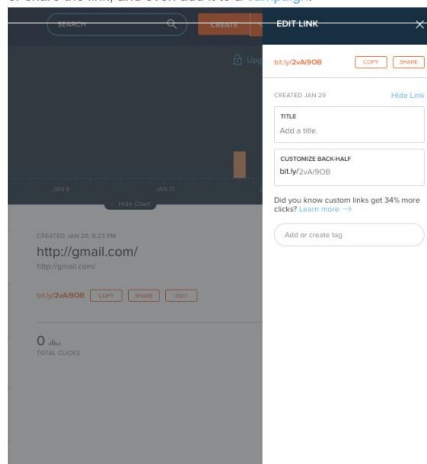 SEARCH
CREATE
EDIT LINK
bit.ly/2vAi9OB
COPY
SHARE
CREATED JAN 29
Hide Link
TITLE
Add a title.
CUSTOMIZE BACK-HALF
bit.ly/2vAi9OB
Did you know custom links get 34% more
clicks? Learn more →
Add or create tag
JAN 13
Hide Chart
CREATED JAN 29, 8:23 PM
http://gmail.com/
http://gmail.com/
bit.ly/2vAi9OB
COPY
SHARE
EDIT
0
TOTAL CLICKS